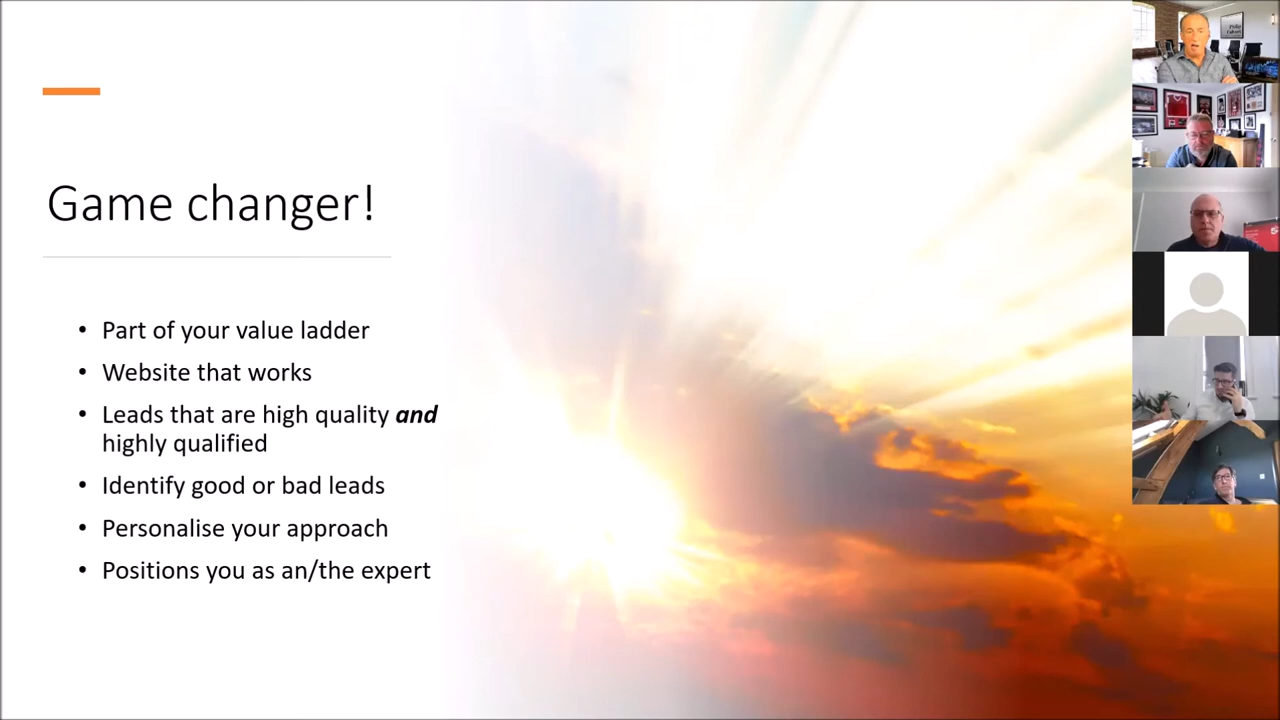 Game changer!
• Part of your value ladder
• Website that works
• Leads that are high quality and
highly qualified
• Identify good or bad leads
• Personalise your approach
• Positions you as an/the expert